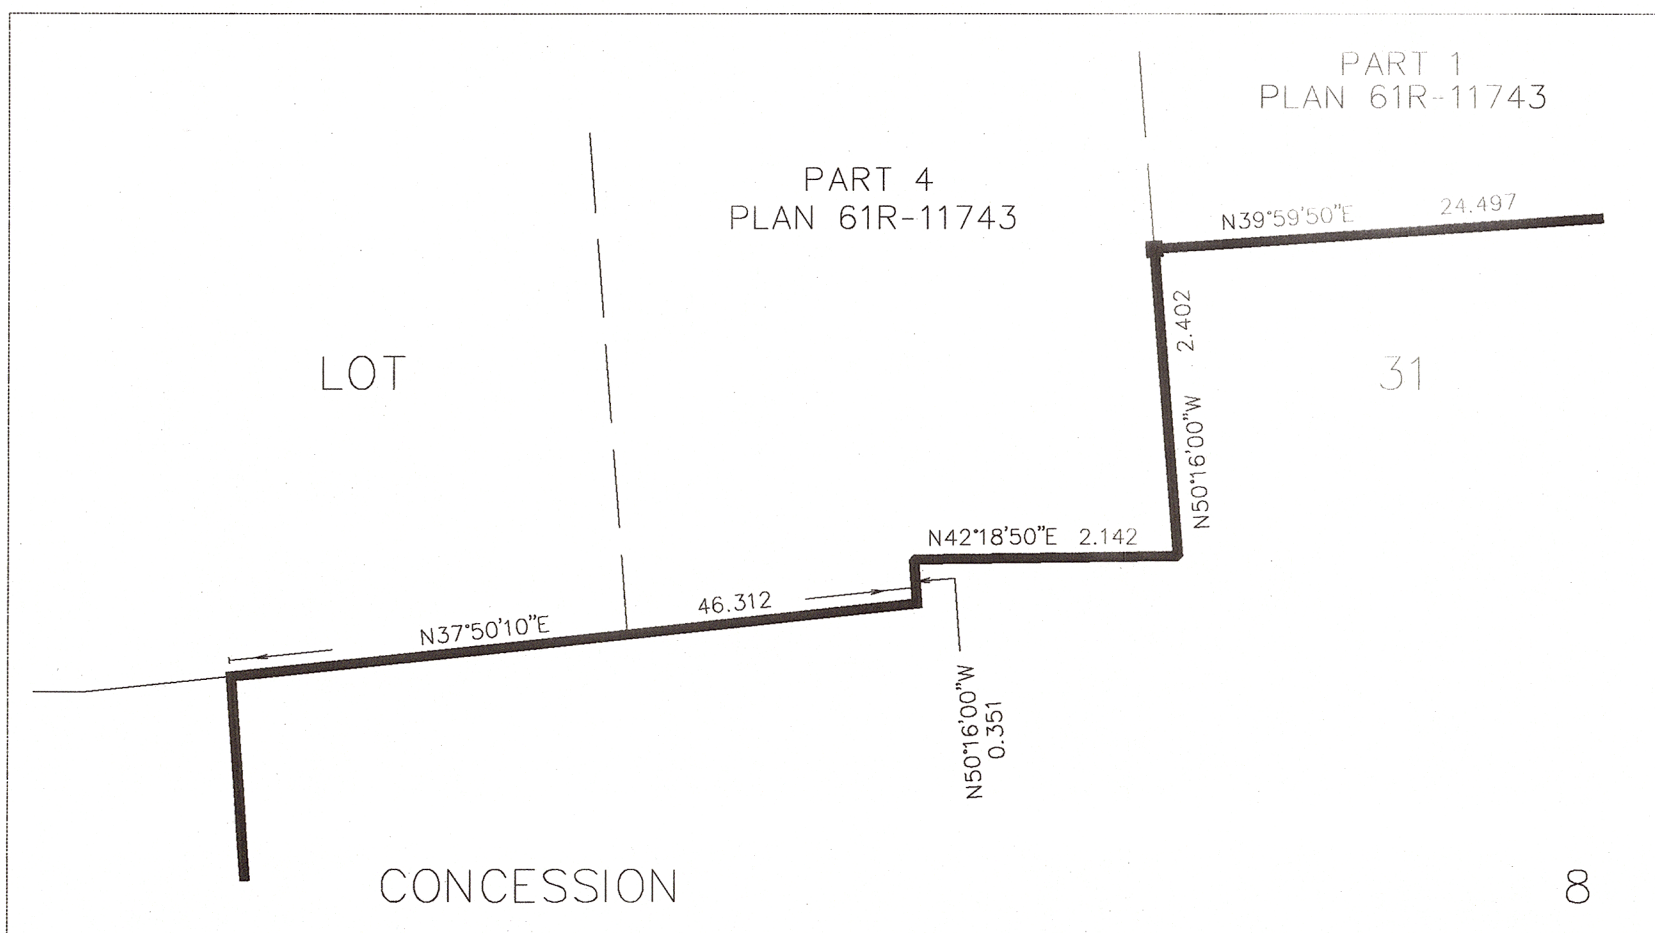 PART 1
PLAN 61R-11743
PART 4
PLAN 61R-11743
N39°59'50"E 24.497
2.402
N50°16'00"W
LOT
31
N42°18'50"E 2.142
46.312
N37°50'10"E
N50°16'00"W
0.351
CONCESSION
8